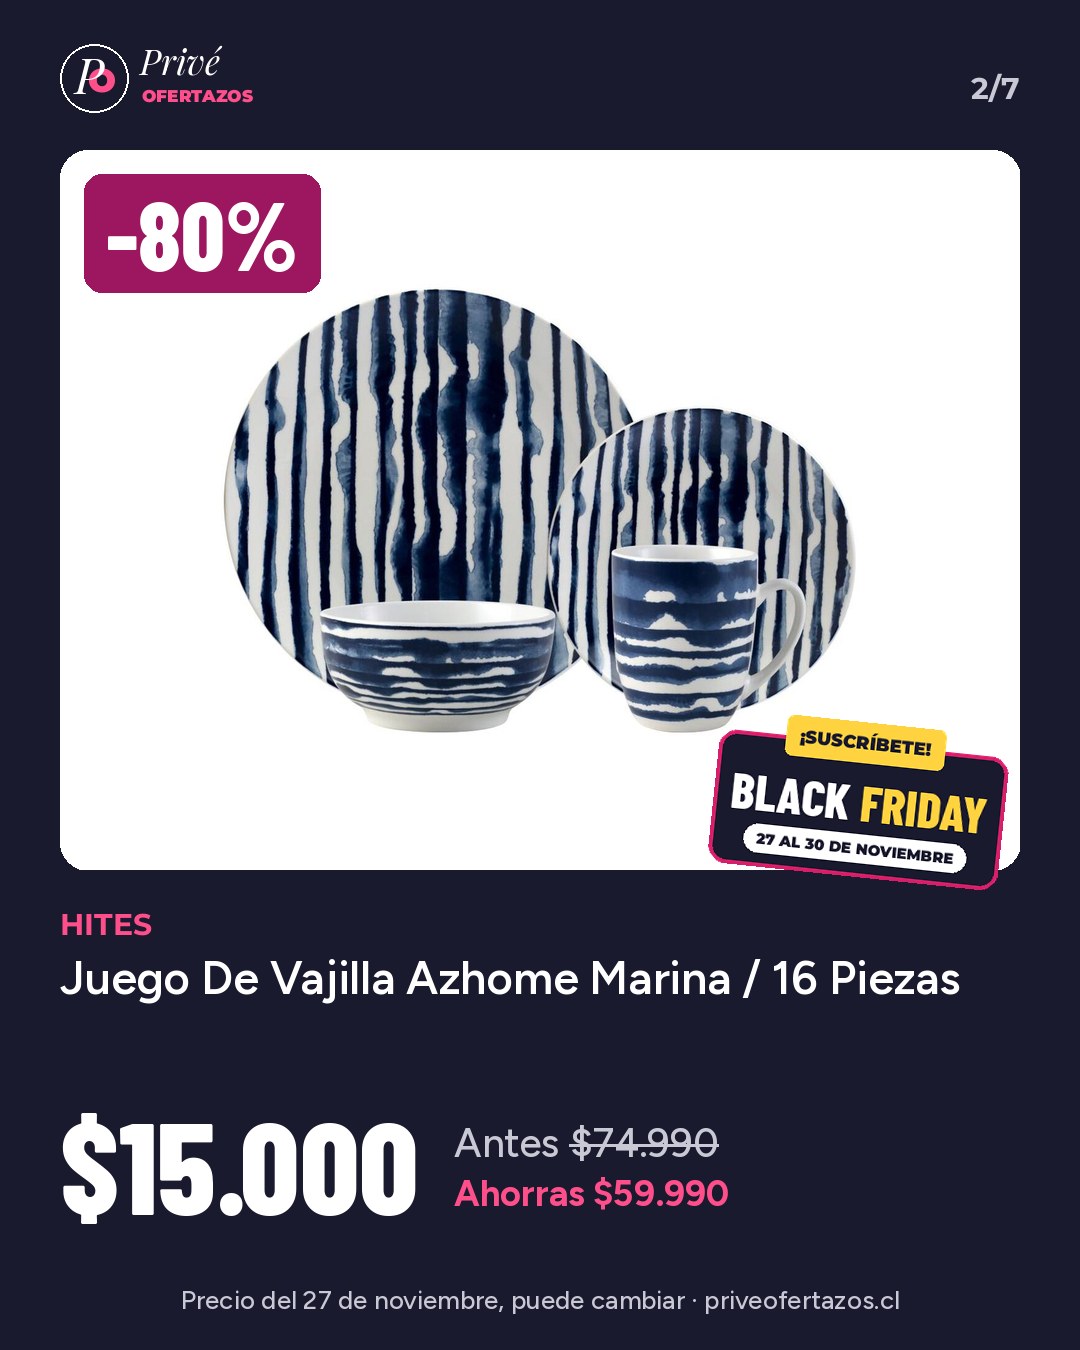 Po
Privé
OFERTAZOS
2/7
-80%
¡SUSCRÍBETE!
BLACK FRIDAY
27 AL 30 DE NOVIEMBRE
HITES
Juego De Vajilla Azhome Marina / 16 Piezas
$15.000
Antes $74.990
Ahorras $59.990
Precio del 27 de noviembre, puede cambiar · priveofertazos.cl